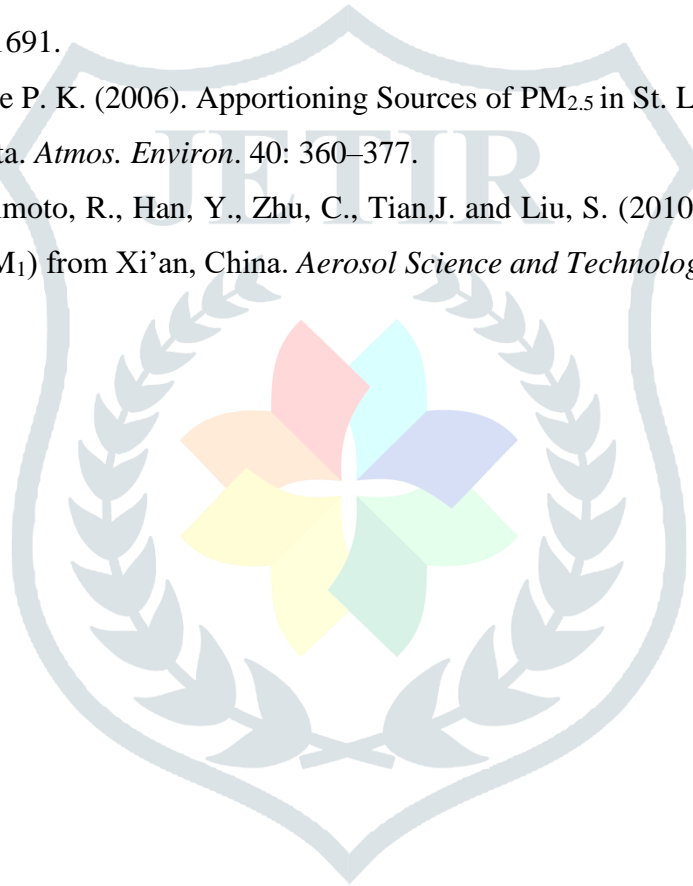 1691.
e P. K. (2006). Apportioning Sources of PM2.5 in St. L
ta. Atmos. Environ. 40: 360–377.
JETIR
moto, R., Han, Y., Zhu, C., Tian,J. and Liu, S. (2010
M1) from Xi’an, China. Aerosol Science and Technolog